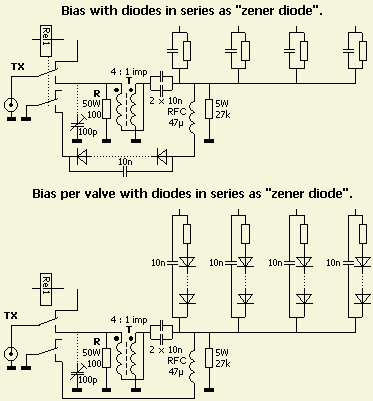 Bias with diodes in series as "zener diode".
Rel1
TX
4 : 1 imp
R
T
50W
100
2 × 10n
RFC
47µ
5W
27k
100p
10n
Bias per valve with diodes in series as "zener diode".
10n
10n
10n
10n
Rel1
TX
4 : 1 imp
R
T
50W
100
2 × 10n
RFC
47µ
5W
27k
100p